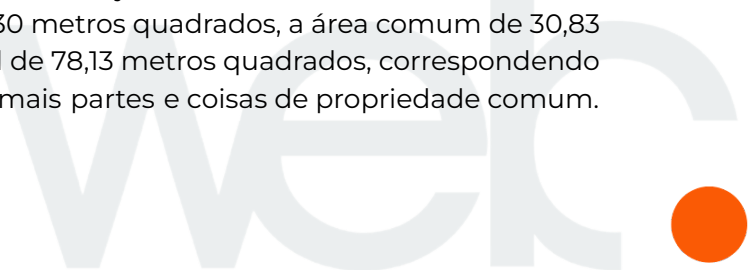 30 metros quadrados, a área comum de 30,83
de 78,13 metros quadrados, correspondendo
mais partes e coisas de propriedade comum.